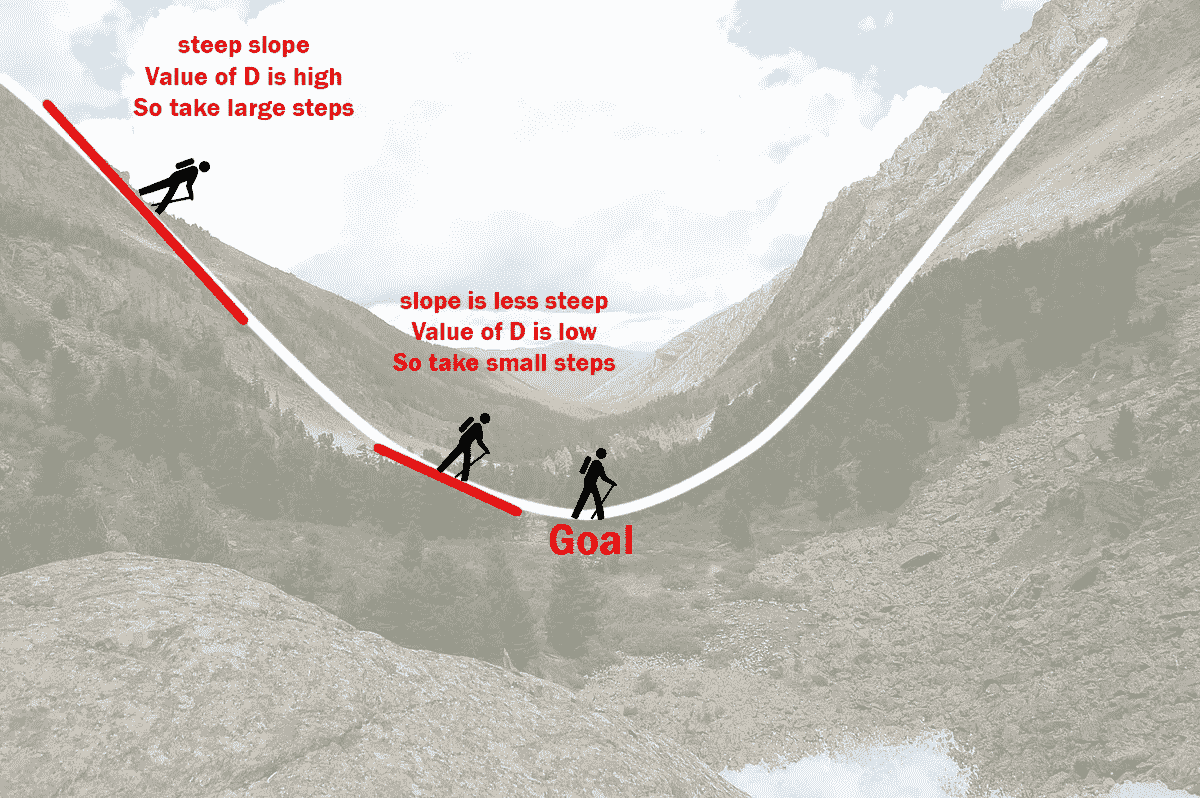 steep slope
Value of D is high
So take large steps
slope is less steep
Value of D is low
So take small steps
Goal